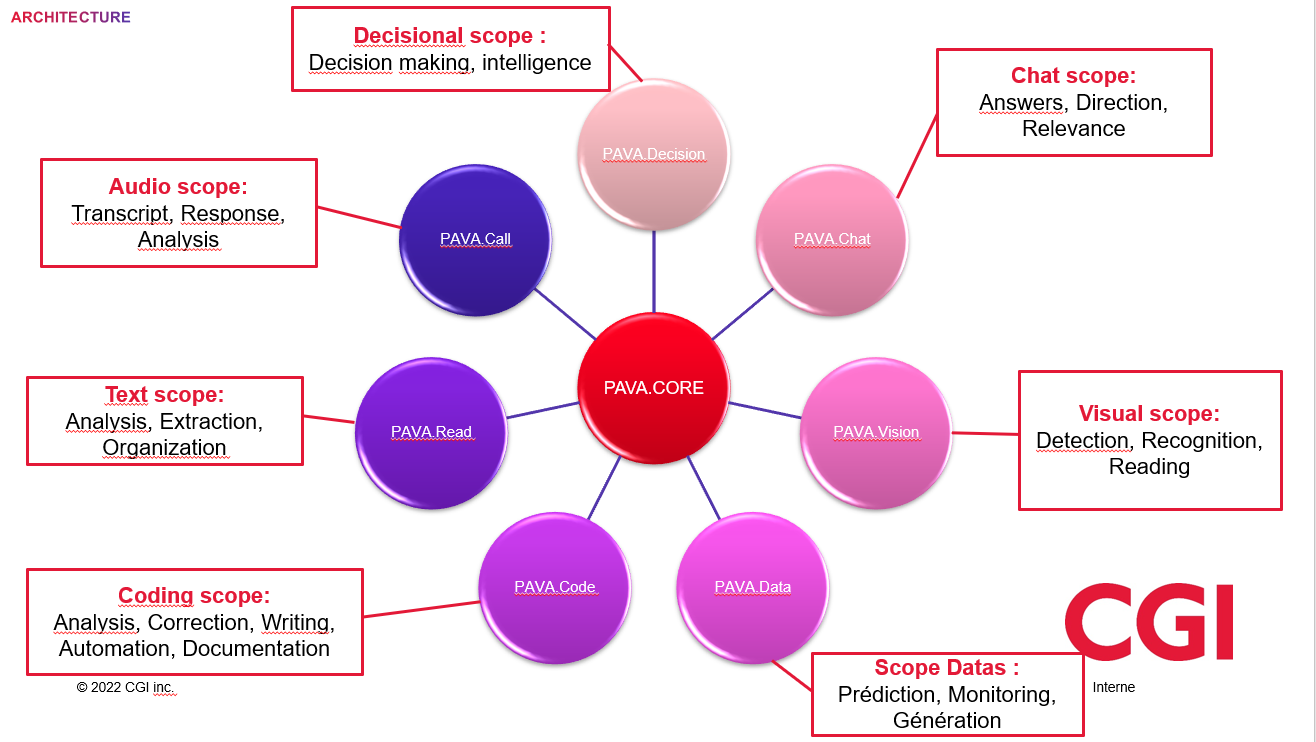 ARCHITECTURE
Decisional scope :
Decision making, intelligence
PAVA.Decision
Chat scope:
Answers, Direction,
Relevance
PAVA.Chat
Audio scope:
Transcript, Response,
Analysis
PAVA.Call
PAVA.CORE
Text scope:
Analysis, Extraction,
Organization
PAVA.Read
PAVA.Vision
Visual scope:
Detection, Recognition,
Reading
Coding scope:
Analysis, Correction, Writing,
Automation, Documentation
PAVA.Code
PAVA.Data
Scope Datas :
Prédiction, Monitoring,
Génération
CGI
© 2022 CGI inc.
Interne